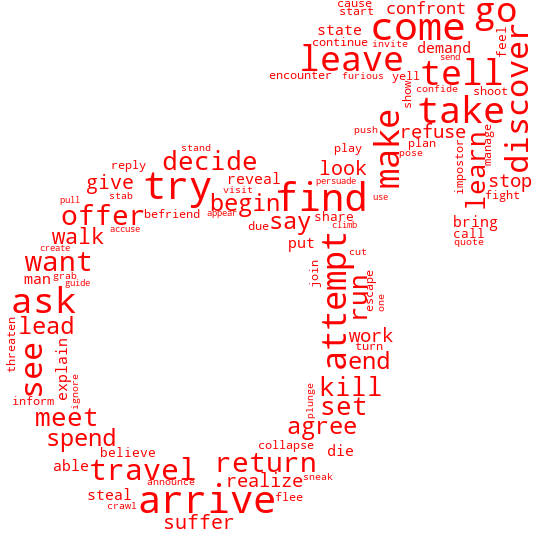 cause
confront
go
start
come
state
feel
continue
invite
demand
leave
send
tell
encounter
furious
yell
confide
show
shoot
discover
take
make
push
refuse
plan
manage
stand
play
pose
impostor
learn
decide
reply
look
give
try
reveal
persuade
stop
visit
find
stab
use
fight
pull
begin
offer
befriend
appear
say
share
bring
accuse
due
climb
call
walk
put
quote
create
attempt
cut
want
join
run
escape
man
grab
guide
ask
one
lead
threaten
work
see
explain
turn
end
ignore
kill
inform
plunge
set
meet
agree
spend
collapse
believe
die
able
travel
return
announce
realize
sneak
steal
arrive
flee
crawl
suffer